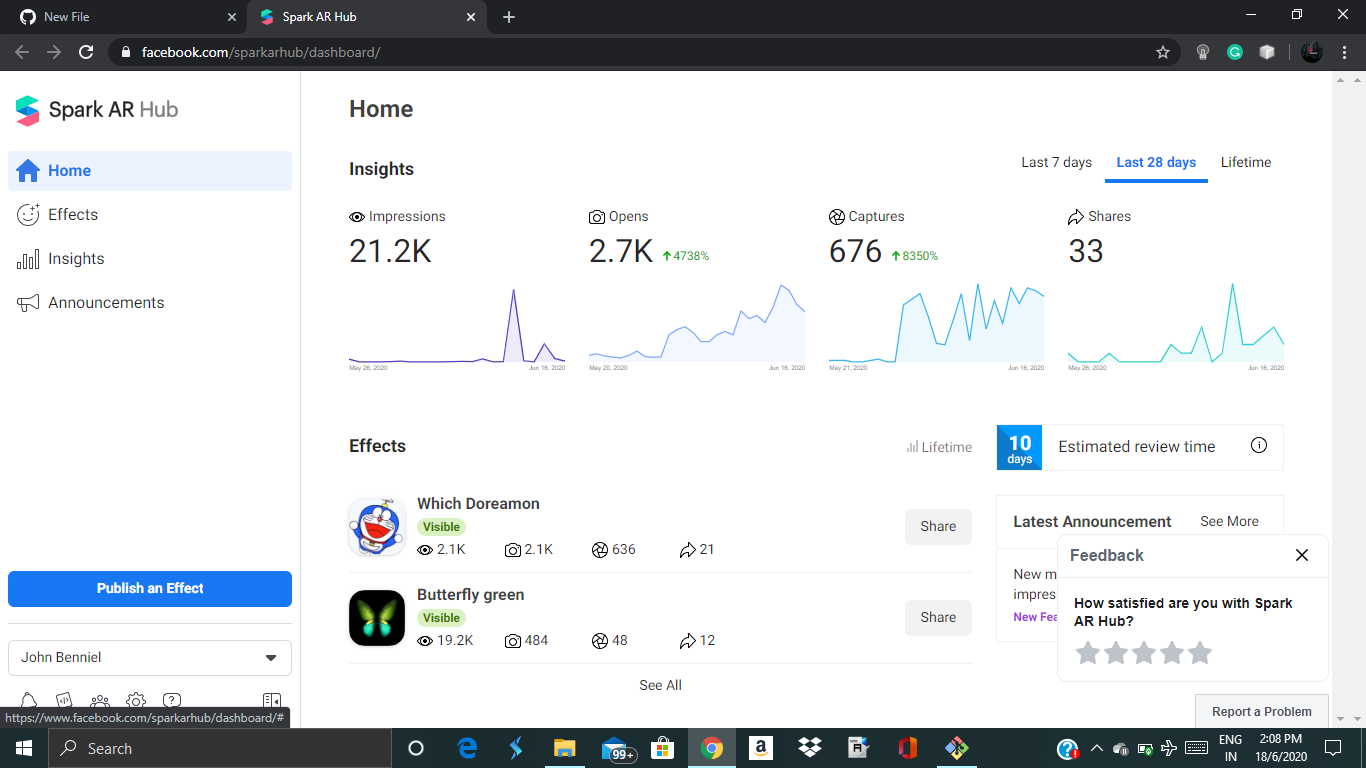 New File
Spark AR Hub
facebook.com/sparkarhub/dashboard/
Spark AR Hub
Home
Effects
Insights
Announcements
Publish an Effect
John Benniel
https://www.facebook.com/sparkarhub/dashboard/#
Home
Insights
Last 7 days
Last 28 days
Lifetime
Impressions
21.2K
May 26, 2020
Jun 16, 2020
Opens
2.7K
4738%
May 20, 2020
Jun 16, 2020
Captures
676
8350%
May 21, 2020
Jun 16, 2020
Shares
33
May 26, 2020
Jun 16, 2020
Effects
Lifetime
Which Doreamon
Visible
2.1K 2.1K 636 21
Share
Butterfly green
Visible
19.2K 484 48 12
Share
See All
10
days
Estimated review time
Latest Announcement
See More
New m
impres
New Fea
Feedback
How satisfied are you with Spark
AR Hub?
Report a Problem
Search
99+
ENG
IN
2:08 PM
18/6/2020